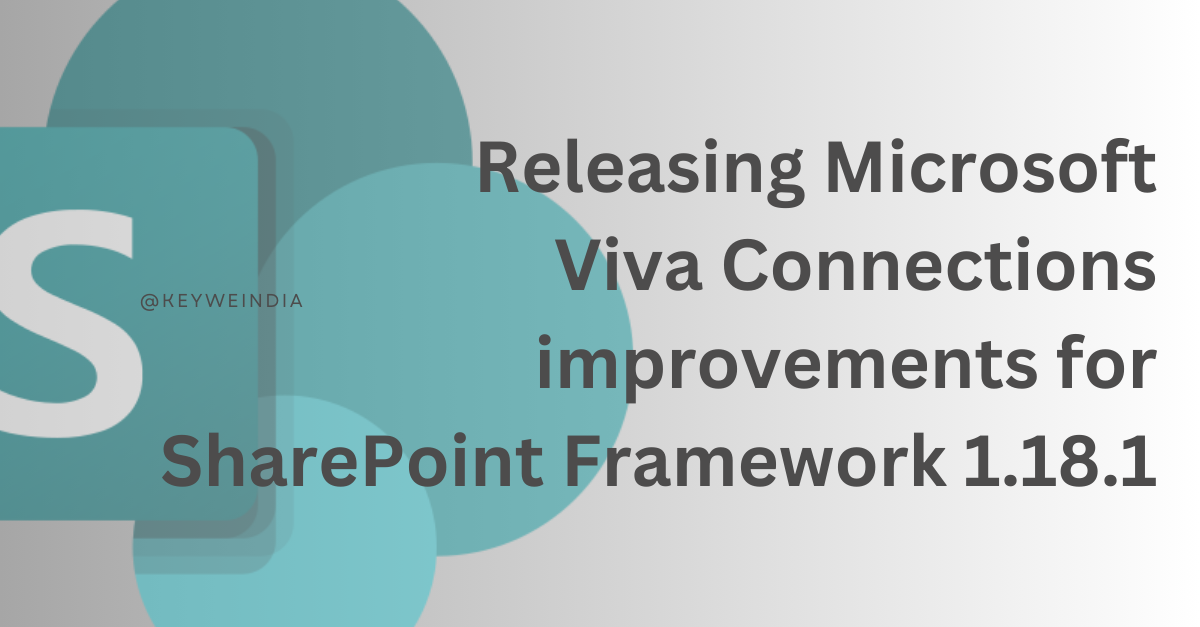 Releasing Microsoft
Viva Connections
improvements for
SharePoint Framework 1.18.1
@KEYWEINDIA
S